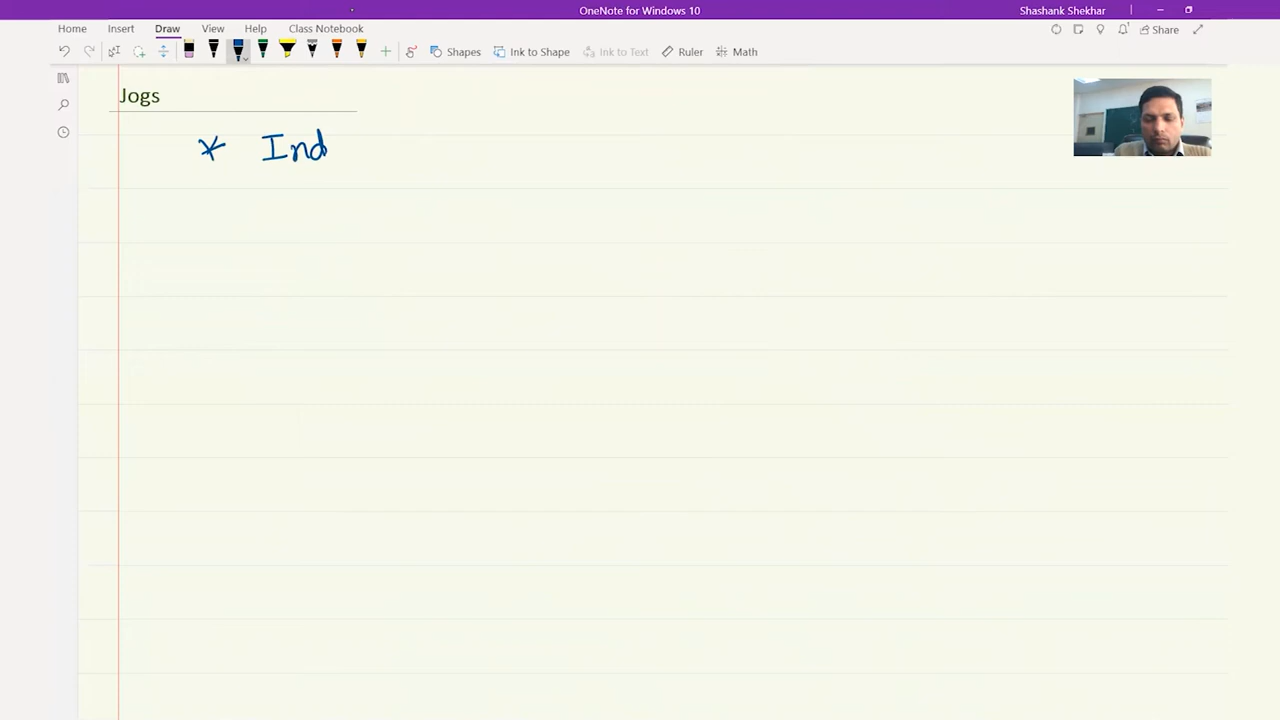 OneNote for Windows 10
Shashank Shekhar
Home Insert Draw View Help Class Notebook
Share
Shapes Ink to Shape Ink to Text Ruler Math
Jogs
* Ind